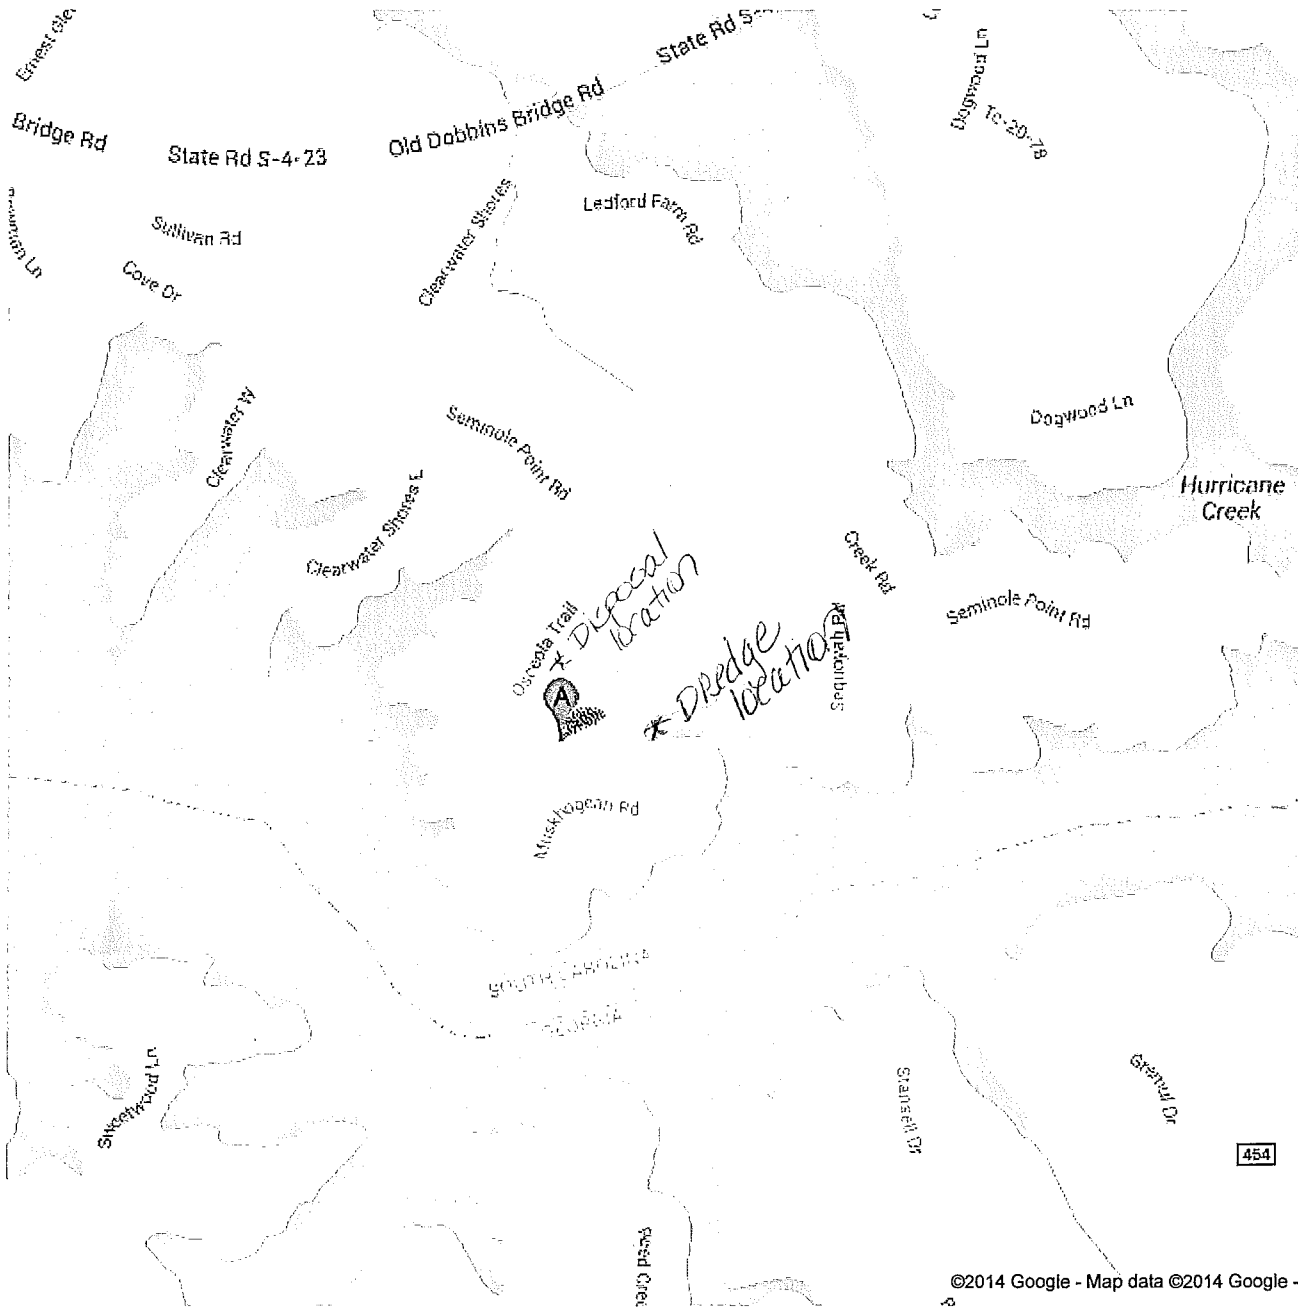 State Rd S-
Bridge Rd
State Rd S-4-23
Old Dobbins Bridge Rd
Dogwood Ln
Tc-20-78
Sullivan Rd
Cove Dr
Clearwater Shores
Ledford Farm Rd
Clearwater W
Seminole Point Rd
Clearwater Shores E
Dogwood Ln
Hurricane
Creek
Creek Rd
Seminole Point Rd
Osceola Trail
* Disposal
location
A
* Dredge
location
Muskhogean Rd
SOUTH CAROLINA
GEORGIA
Sweetwood Ln
Stansell Dr
454
©2014 Google - Map data ©2014 Google -